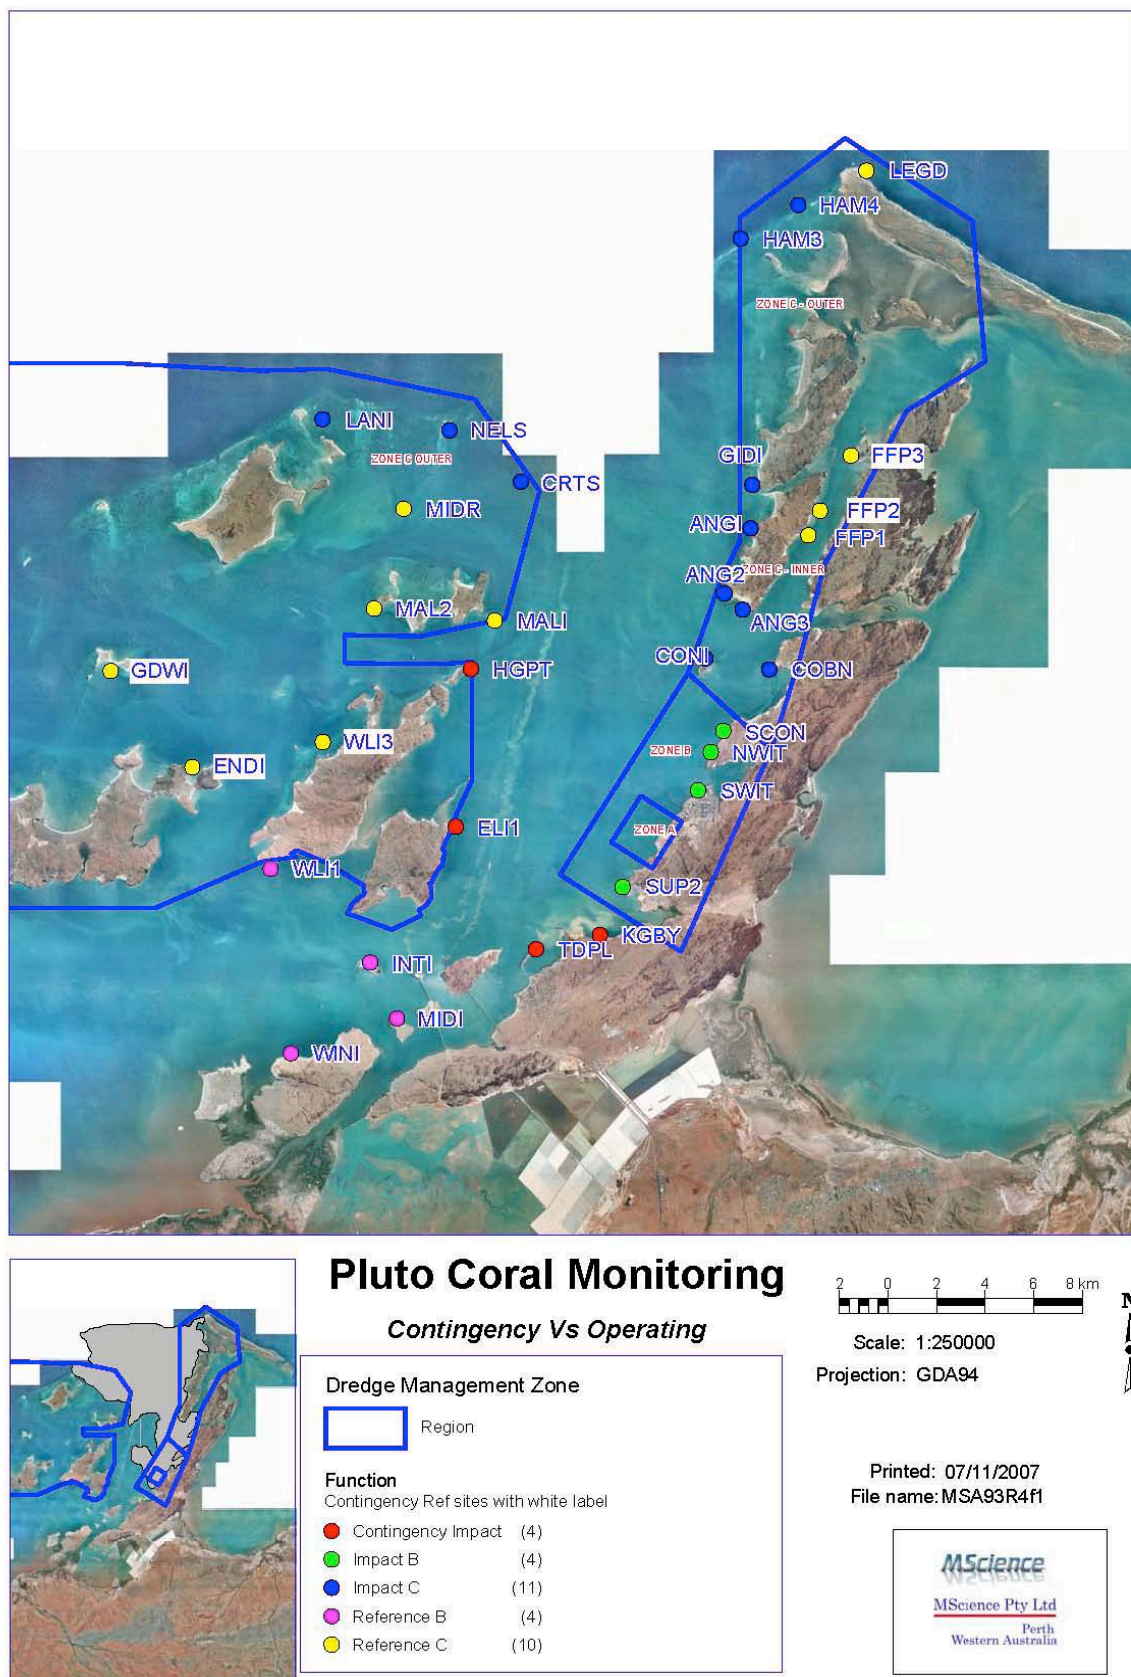 LEGD
HAM4
HAM3
ZONE C - OUTER
LANI
NELS
ZONE C OUTER
GIDI
FFP3
CRTS
MIDR
FFP2
ANGI
FFP1
ZONE C - INNER
ANG2
MAL2
ANG3
MALI
CONI
COBN
GDWI
HGPT
SCON
WLI3
ZONE B
NWIT
ENDI
SWIT
ELI1
ZONE A
WLI1
SUP2
KGBY
TDPL
INTI
MIDI
WINI
Pluto Coral Monitoring
Contingency Vs Operating
2 0 2 4 6 8 km
N
Scale: 1:250000
Projection: GDA94
Dredge Management Zone
Region
Function
Contingency Ref sites with white label
Contingency Impact (4)
Impact B (4)
Impact C (11)
Reference B (4)
Reference C (10)
Printed: 07/11/2007
File name: MSA93R4f1
MScience
MScience Pty Ltd
Perth
Western Australia